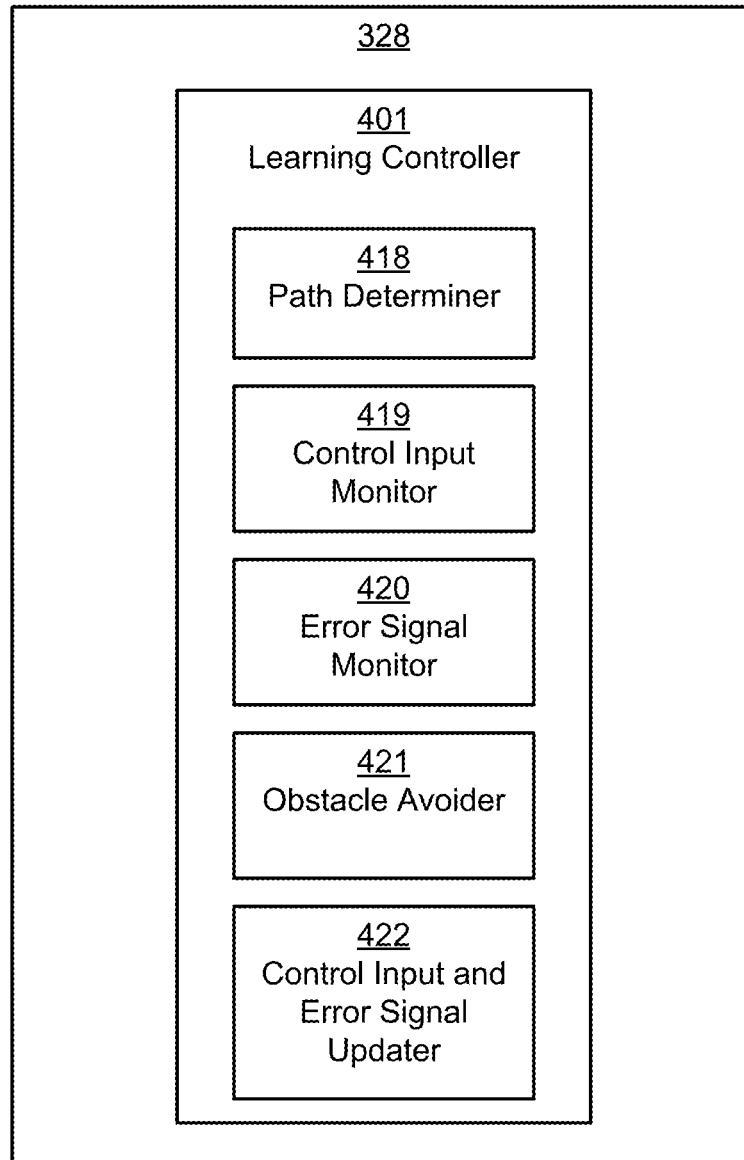 328
401
Learning Controller
418
Path Determiner
419
Control Input
Monitor
420
Error Signal
Monitor
421
Obstacle Avoider
422
Control Input and
Error Signal
Updater